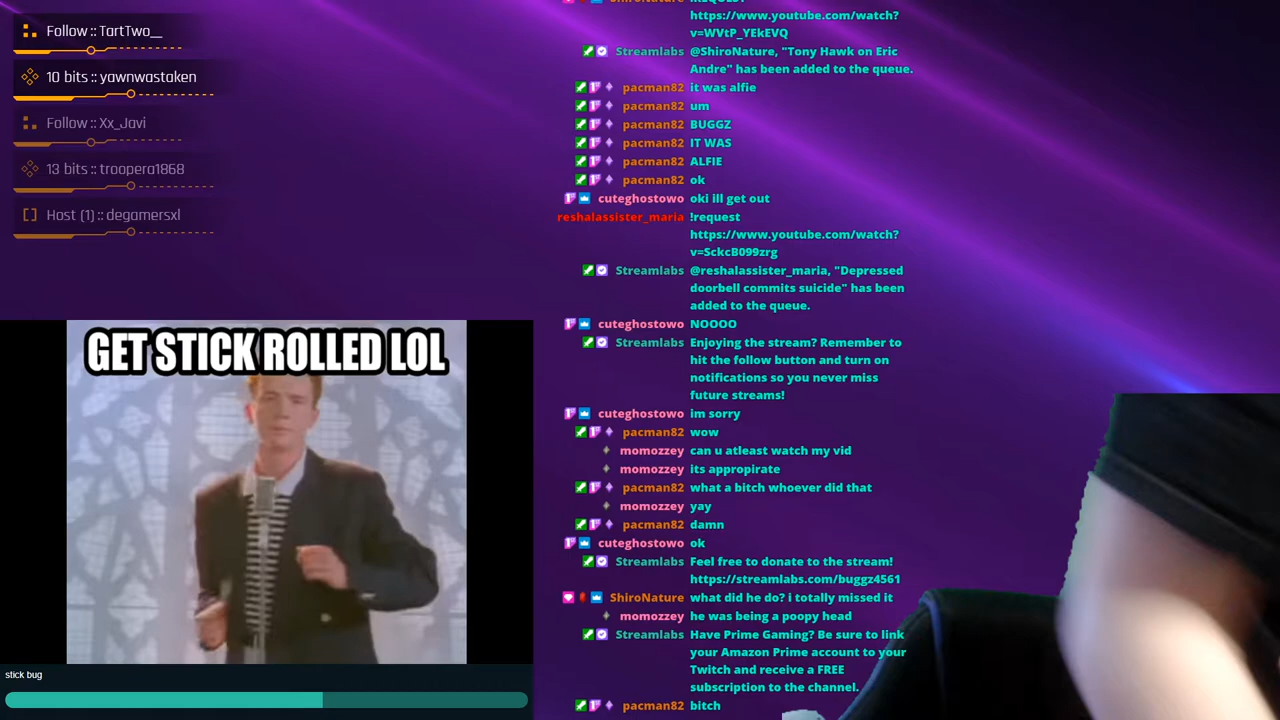 Follow :: TartTwo__
10 bits :: yawnwastaken
Follow :: Xx_Javi
13 bits :: troopera1868
Host (1) :: degamersxl
GET STICK ROLLED LOL
stick bug
https://www.youtube.com/watch?
v=WVtP_YEkEVQ
Streamlabs @ShiroNature, "Tony Hawk on Eric
Andre" has been added to the queue.
pacman82 it was alfie
pacman82 um
pacman82 BUGGZ
pacman82 IT WAS
pacman82 ALFIE
pacman82 ok
cuteghostowo oki ill get out
reshalassister_maria !request
https://www.youtube.com/watch?
v=SckcB099zrg
Streamlabs @reshalassister_maria, "Depressed
doorbell commits suicide" has been
added to the queue.
cuteghostowo NOOOO
Streamlabs Enjoying the stream? Remember to
hit the follow button and turn on
notifications so you never miss
future streams!
cuteghostowo im sorry
pacman82 wow
momozzey can u atleast watch my vid
momozzey its appropirate
pacman82 what a bitch whoever did that
momozzey yay
pacman82 damn
cuteghostowo ok
Streamlabs Feel free to donate to the stream!
https://streamlabs.com/buggz4561
ShiroNature what did he do? i totally missed it
momozzey he was being a poopy head
Streamlabs Have Prime Gaming? Be sure to link
your Amazon Prime account to your
Twitch and receive a FREE
subscription to the channel.
pacman82 bitch